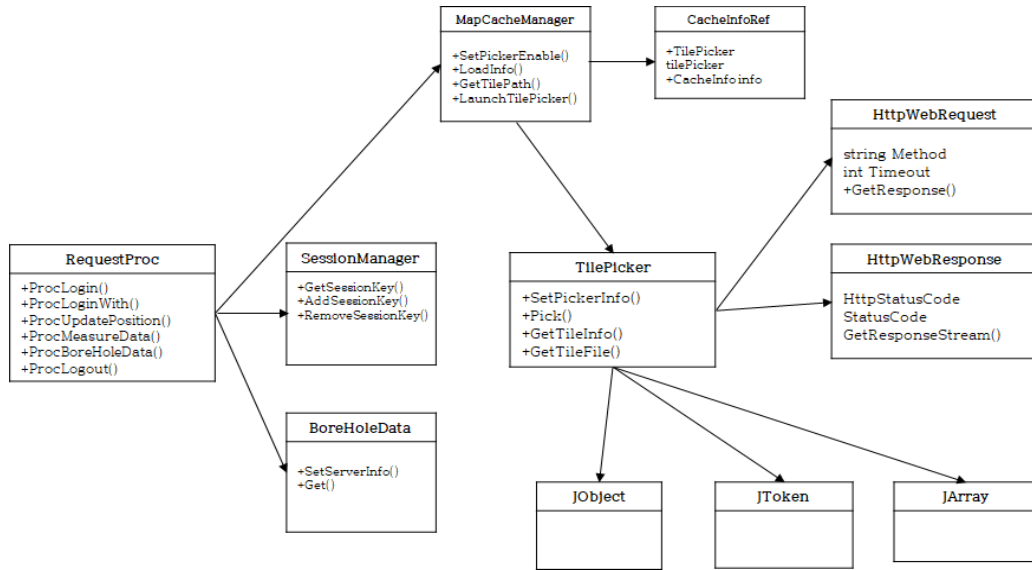 MapCacheManager
+SetPickerEnable()
+LoadInfo()
+GetTilePath()
+LaunchTilePicker()
CacheInfoRef
+TilePicker
tilePicker
+CacheInfo info
HttpWebRequest
string Method
int Timeout
+GetResponse()
RequestProc
+ProcLogin()
+ProcLoginWith()
+ProcUpdatePosition()
+ProcMeasureData()
+ProcBoreHoleData()
+ProcLogout()
SessionManager
+GetSessionKey()
+AddSessionKey()
+RemoveSessionKey()
TilePicker
+SetPickerInfo()
+Pick()
+GetTileInfo()
+GetTileFile()
HttpWebResponse
HttpStatusCode
StatusCode
GetResponseStream()
BoreHoleData
+SetServerInfo()
+Get()
JObject
JToken
JArray